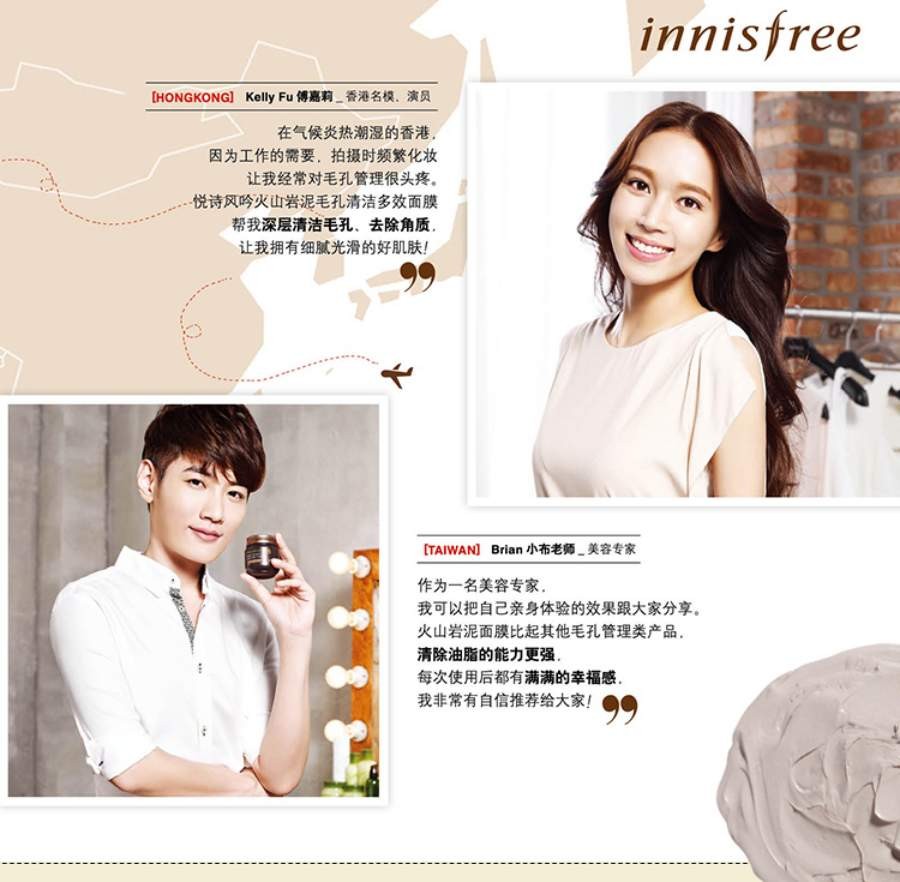 innisfree
[HONGKONG] Kelly Fu 傅嘉莉 _ 香港名模、演员
在气候炎热潮湿的香港,
因为工作的需要，拍摄时频繁化妆
让我经常对毛孔管理很头疼。
悦诗风吟火山岩泥毛孔清洁多效面膜
帮我深层清洁毛孔、去除角质,
让我拥有细腻光滑的好肌肤!
[TAIWAN] Brian 小布老师 _ 美容专家
作为一名美容专家,
我可以把自己亲身体验的效果跟大家分享。
火山岩泥面膜比起其他毛孔管理类产品,
清除油脂的能力更强,
每次使用后都有满满的幸福感,
我非常有自信推荐给大家!